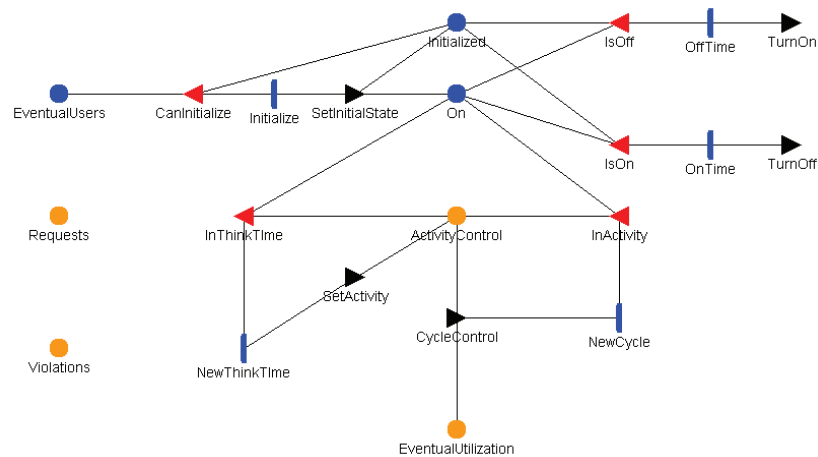 Initialized
IsOff
OffTime
TurnOn
EventualUsers
CanInitialize
Initialize
SetInitialState
On
IsOn
OnTime
TurnOff
Requests
InThinkTIme
ActivityControl
InActivity
SetActivity
CycleControl
NewCycle
Violations
NewThinkTIme
EventualUtilization